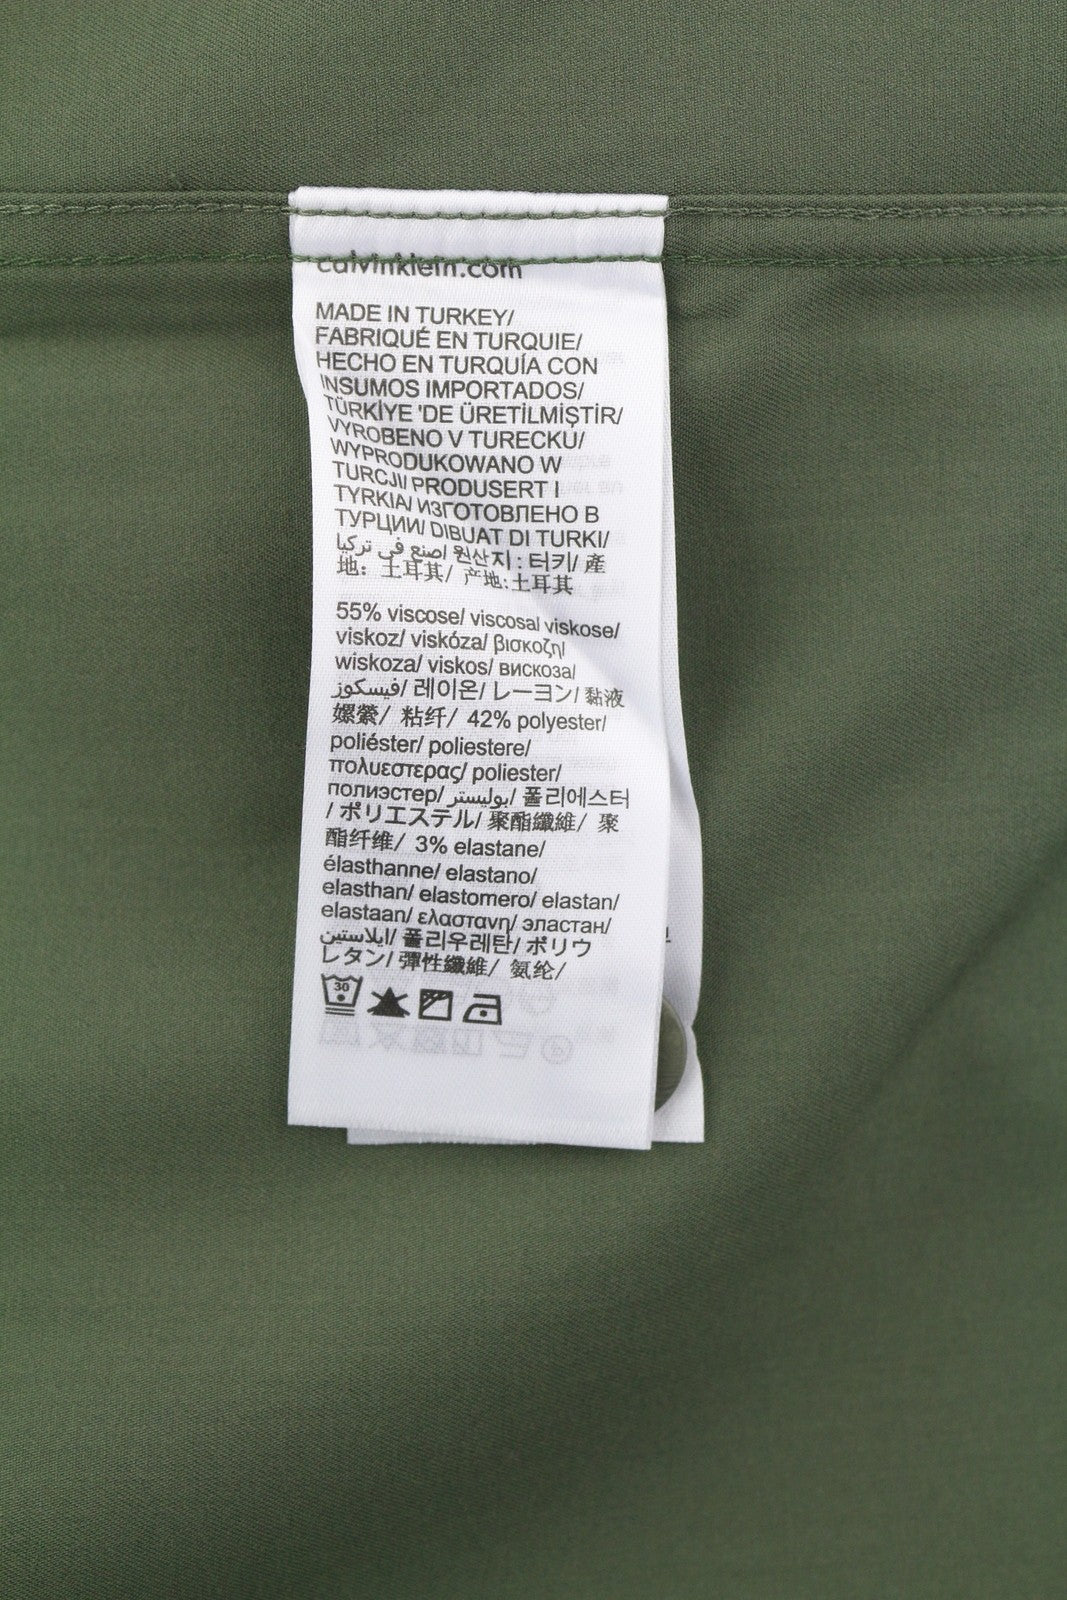 calvinklein.com
MADE IN TURKEY/
FABRIQUÉ EN TURQUIE/
HECHO EN TURQUÍA CON
INSUMOS IMPORTADOS/
TÜRKİYE 'DE ÜRETİLMİŞTİR/
VYROBENO V TURECKU/
WYPRODUKOWANO W
TURCJI/ PRODUSERT I
TYRKIA/ ИЗГОТОВЛЕНО В
ТУРЦИИ/ DIBUAT DI TURKI/
صنع في تركيا/ 원산지 : 터키/ 產
地: 土耳其/ 产地:土耳其
55% viscose/ viscosa/ viskose/
viskoz/ viskóza/ βισκοζη/
wiskoza/ viskos/ вискоза/
فيسكوز/ 레이온/ レーヨン/ 黏液
嫘縈/ 粘纤/ 42% polyester/
poliéster/ poliestere/
πολυεστερας/ poliester/
полиэстер/ بوليستر/ 폴리에스터
/ ポリエステル/ 聚酯纖維/ 聚
酯纤维/ 3% elastane/
élasthanne/ elastano/
elasthan/ elastomero/ elastan/
elastaan/ ελαστανη/ эластан/
ايلاستين/ 폴리우레탄/ ポリウ
レタン/ 彈性纖維/ 氨纶/
30